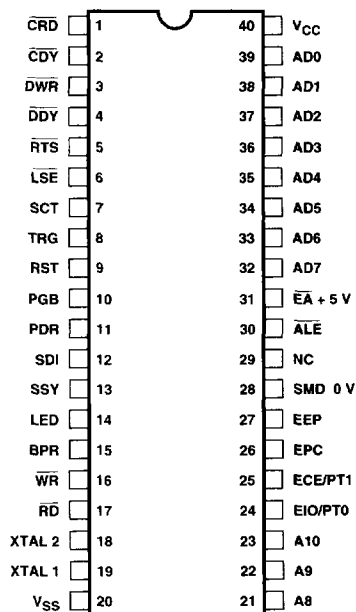 CRD 1 40 VCC
CDY 2 39 AD0
DWR 3 38 AD1
DDY 4 37 AD2
RTS 5 36 AD3
LSE 6 35 AD4
SCT 7 34 AD5
TRG 8 33 AD6
RST 9 32 AD7
PGB 10 31 EA + 5 V
PDR 11 30 ALE
SDI 12 29 NC
SSY 13 28 SMD 0 V
LED 14 27 EEP
BPR 15 26 EPC
WR 16 25 ECE/PT1
RD 17 24 EIO/PT0
XTAL 2 18 23 A10
XTAL 1 19 22 A9
VSS 20 21 A8